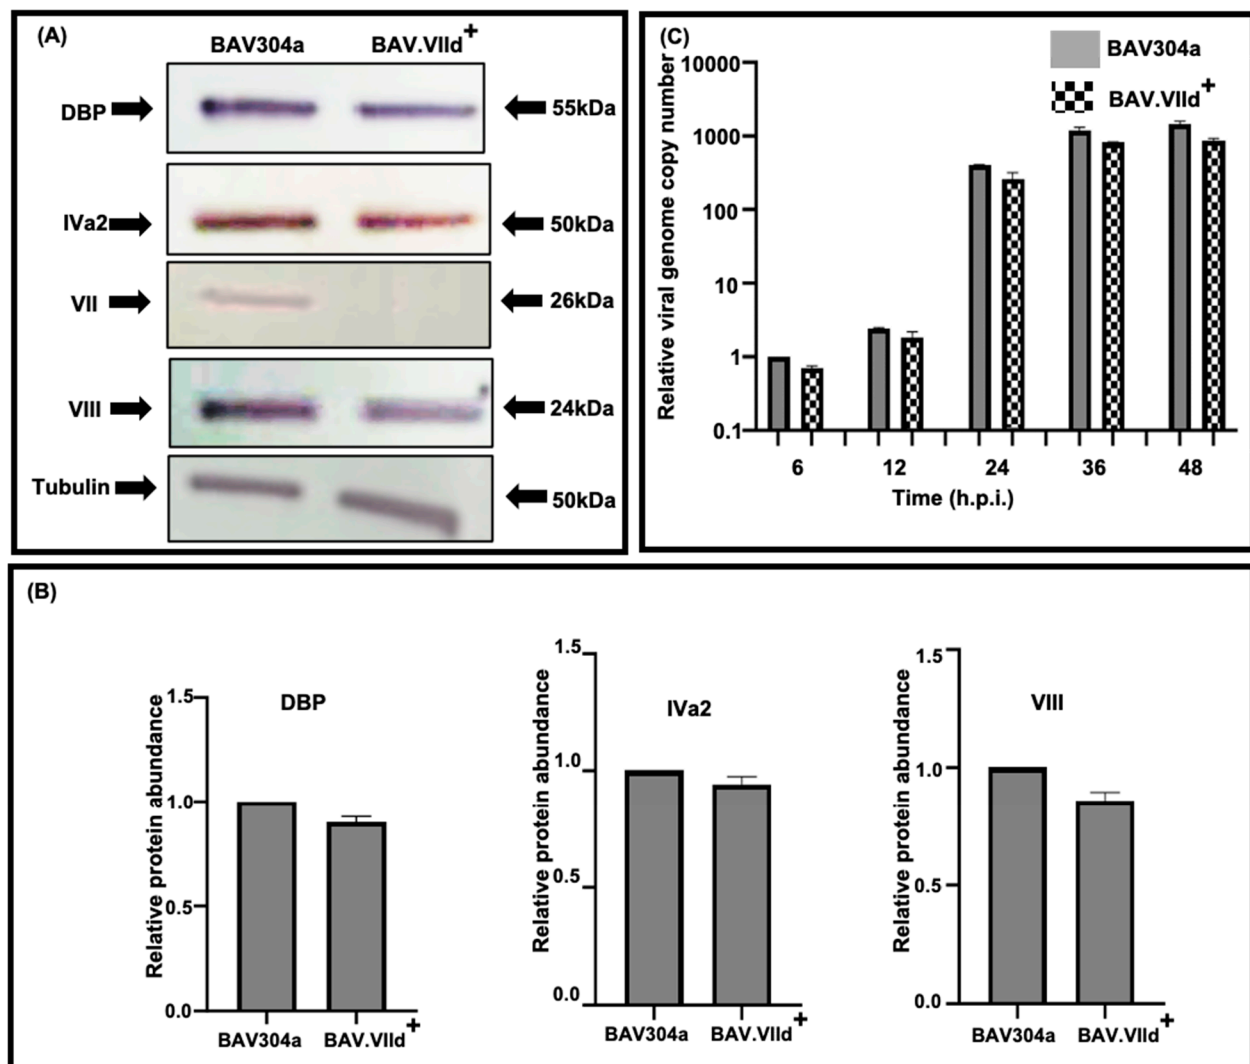 (A)
BAV304a BAV.VIId+
DBP 55kDa
IVa2 50kDa
VII 26kDa
VIII 24kDa
Tubulin 50kDa
(C)
BAV304a
BAV.VIId+
Relative viral genome copy number
10000
1000
100
10
1
0.1
6 12 24 36 48
Time (h.p.i.)
(B)
DBP
Relative protein abundance
1.5
1.0
0.5
0.0
BAV304a BAV.VIId+
IVa2
Relative protein abundance
1.5
1.0
0.5
0.0
BAV304a BAV.VIId+
VIII
Relative protein abundance
1.5
1.0
0.5
0.0
BAV304a BAV.VIId+